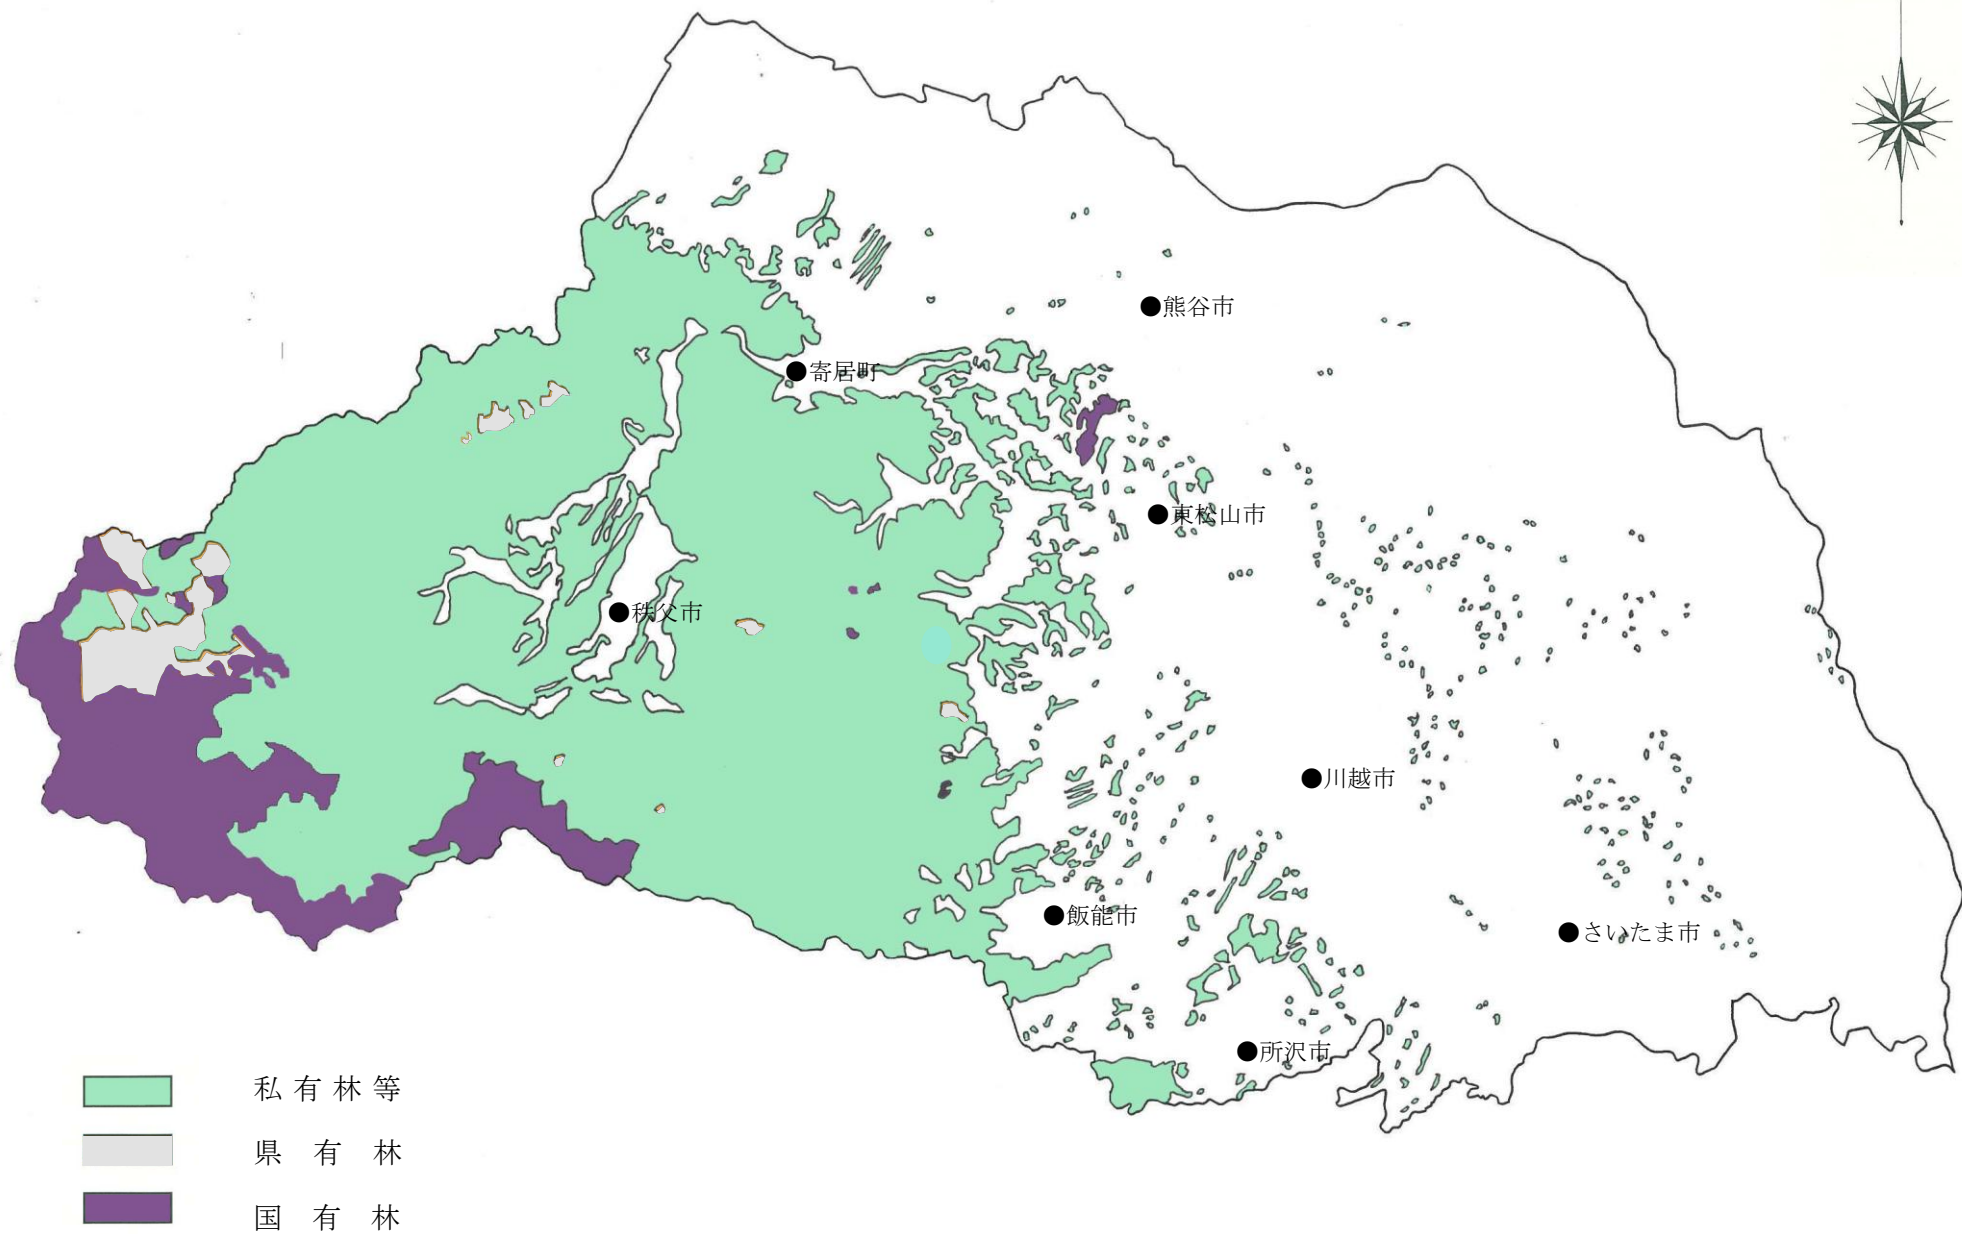 ●熊谷市
●寄居町
●東松山市
●秩父市
●川越市
●飯能市
●さいたま市
●所沢市
私有林等
県有林
国有林